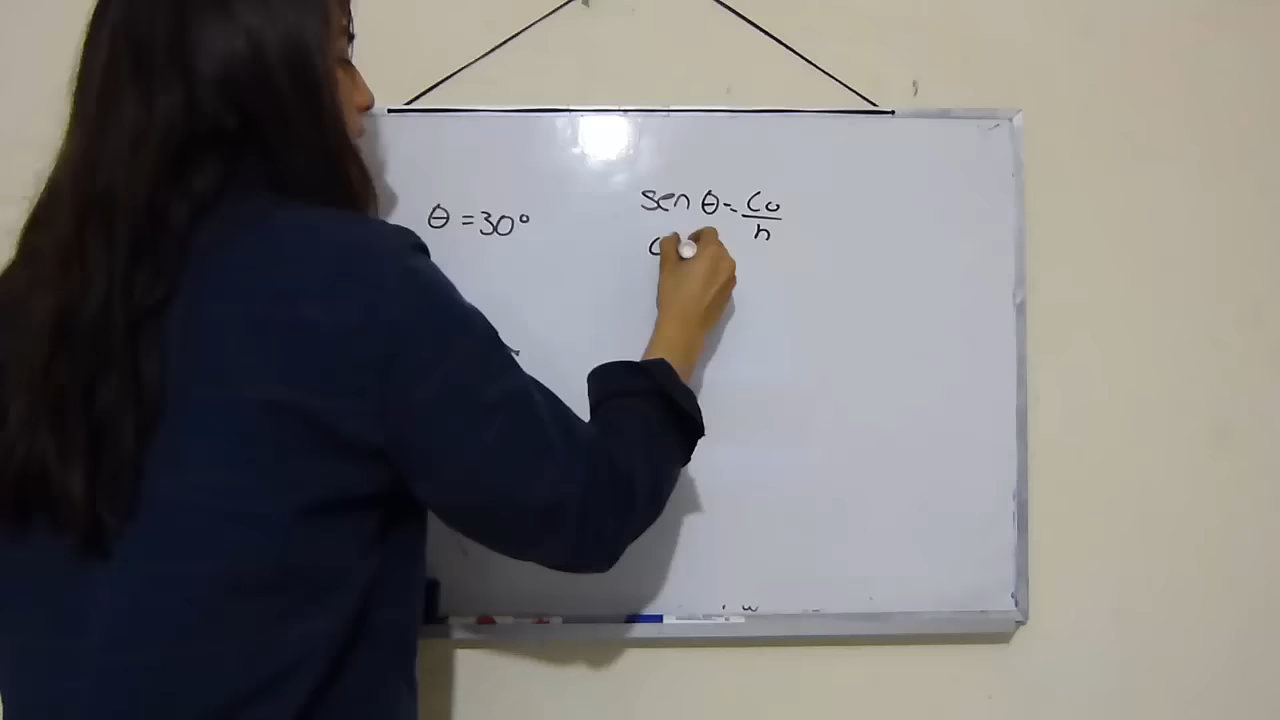 θ = 30°
sen θ = co
h
c